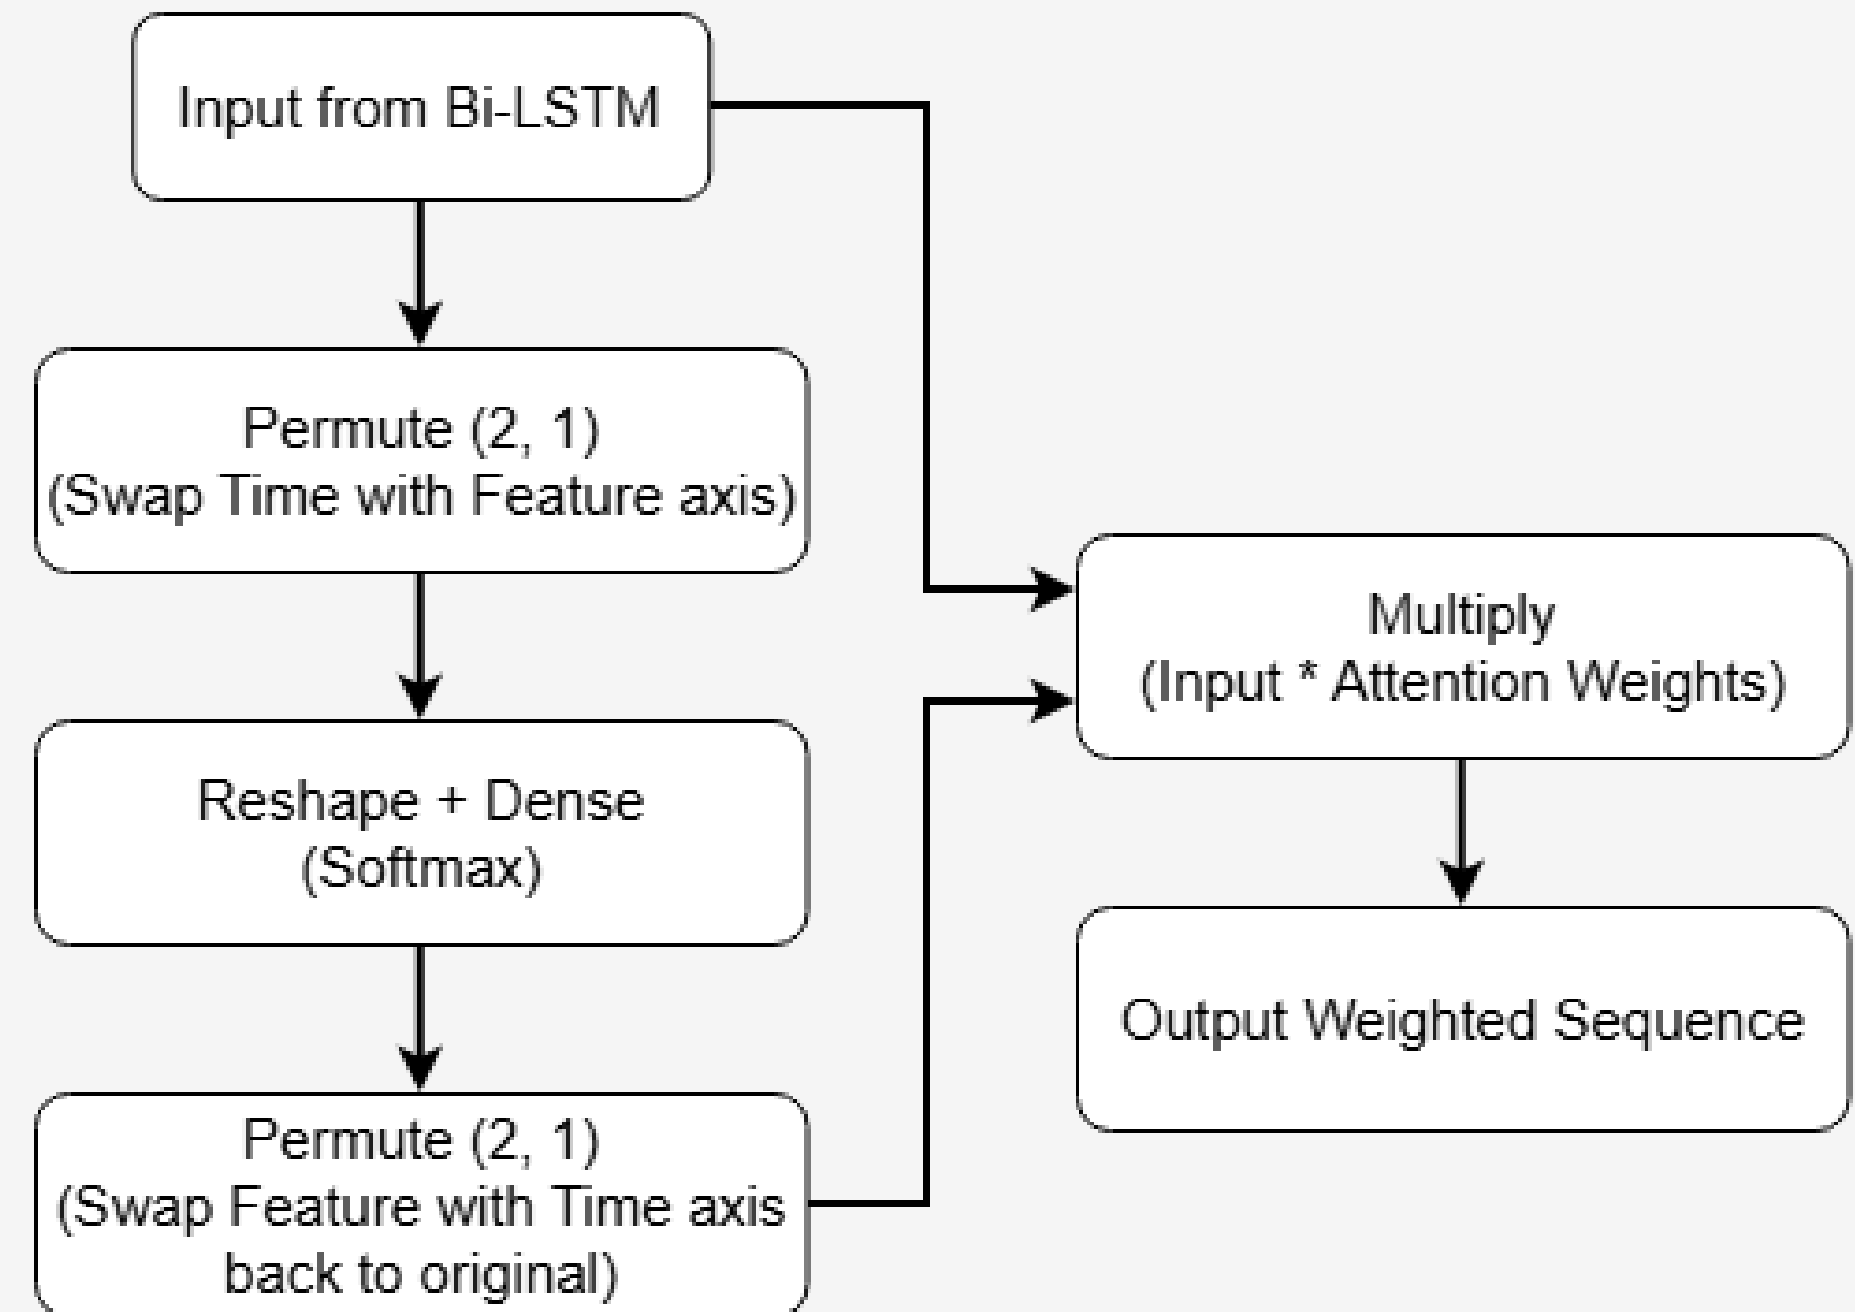 Input from Bi-LSTM
Permute (2, 1)
(Swap Time with Feature axis)
Reshape + Dense
(Softmax)
Permute (2, 1)
(Swap Feature with Time axis
back to original)
Multiply
(Input * Attention Weights)
Output Weighted Sequence